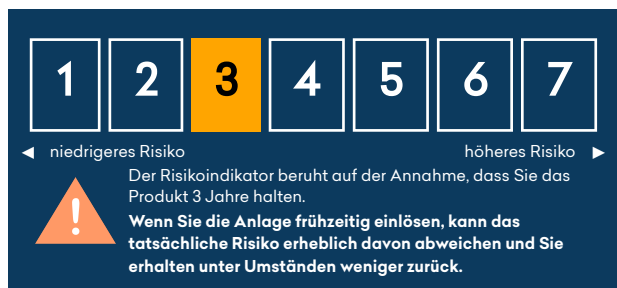 1 2 3 4 5 6 7
◄ niedrigeres Risiko höheres Risiko ►
Der Risikoindikator beruht auf der Annahme, dass Sie das
Produkt 3 Jahre halten.
!
Wenn Sie die Anlage frühzeitig einlösen, kann das
tatsächliche Risiko erheblich davon abweichen und Sie
erhalten unter Umständen weniger zurück.